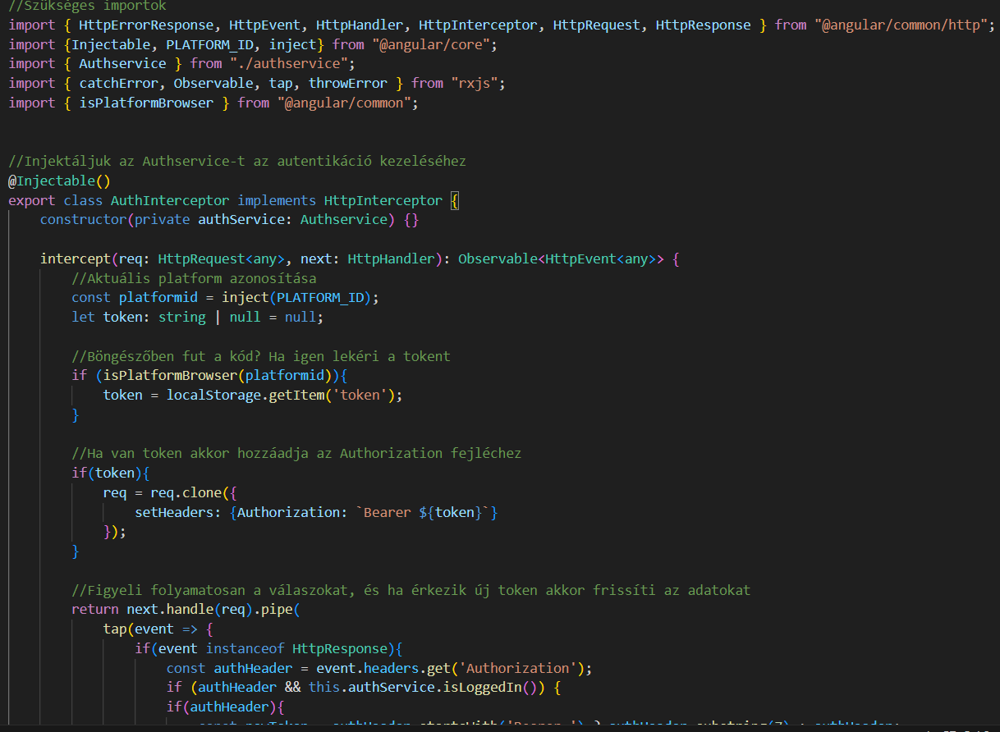 //Szükséges importok
import { HttpErrorResponse, HttpEvent, HttpHandler, HttpInterceptor, HttpRequest, HttpResponse } from "@angular/common/http";
import {Injectable, PLATFORM_ID, inject} from "@angular/core";
import { Authservice } from "./authservice";
import { catchError, Observable, tap, throwError } from "rxjs";
import { isPlatformBrowser } from "@angular/common";
//Injektáljuk az Authservice-t az autentikáció kezeléséhez
@Injectable()
export class AuthInterceptor implements HttpInterceptor {
constructor(private authService: Authservice) {}
intercept(req: HttpRequest<any>, next: HttpHandler): Observable<HttpEvent<any>> {
//Aktuális platform azonosítása
const platformid = inject(PLATFORM_ID);
let token: string | null = null;
//Böngészőben fut a kód? Ha igen lekéri a tokent
if (isPlatformBrowser(platformid)){
token = localStorage.getItem('token');
}
//Ha van token akkor hozzáadja az Authorization fejléchez
if(token){
req = req.clone({
setHeaders: {Authorization: `Bearer ${token}`}
});
}
//Figyeli folyamatosan a válaszokat, és ha érkezik új token akkor frissíti az adatokat
return next.handle(req).pipe(
tap(event => {
if(event instanceof HttpResponse){
const authHeader = event.headers.get('Authorization');
if (authHeader && this.authService.isLoggedIn()) {
if(authHeader){